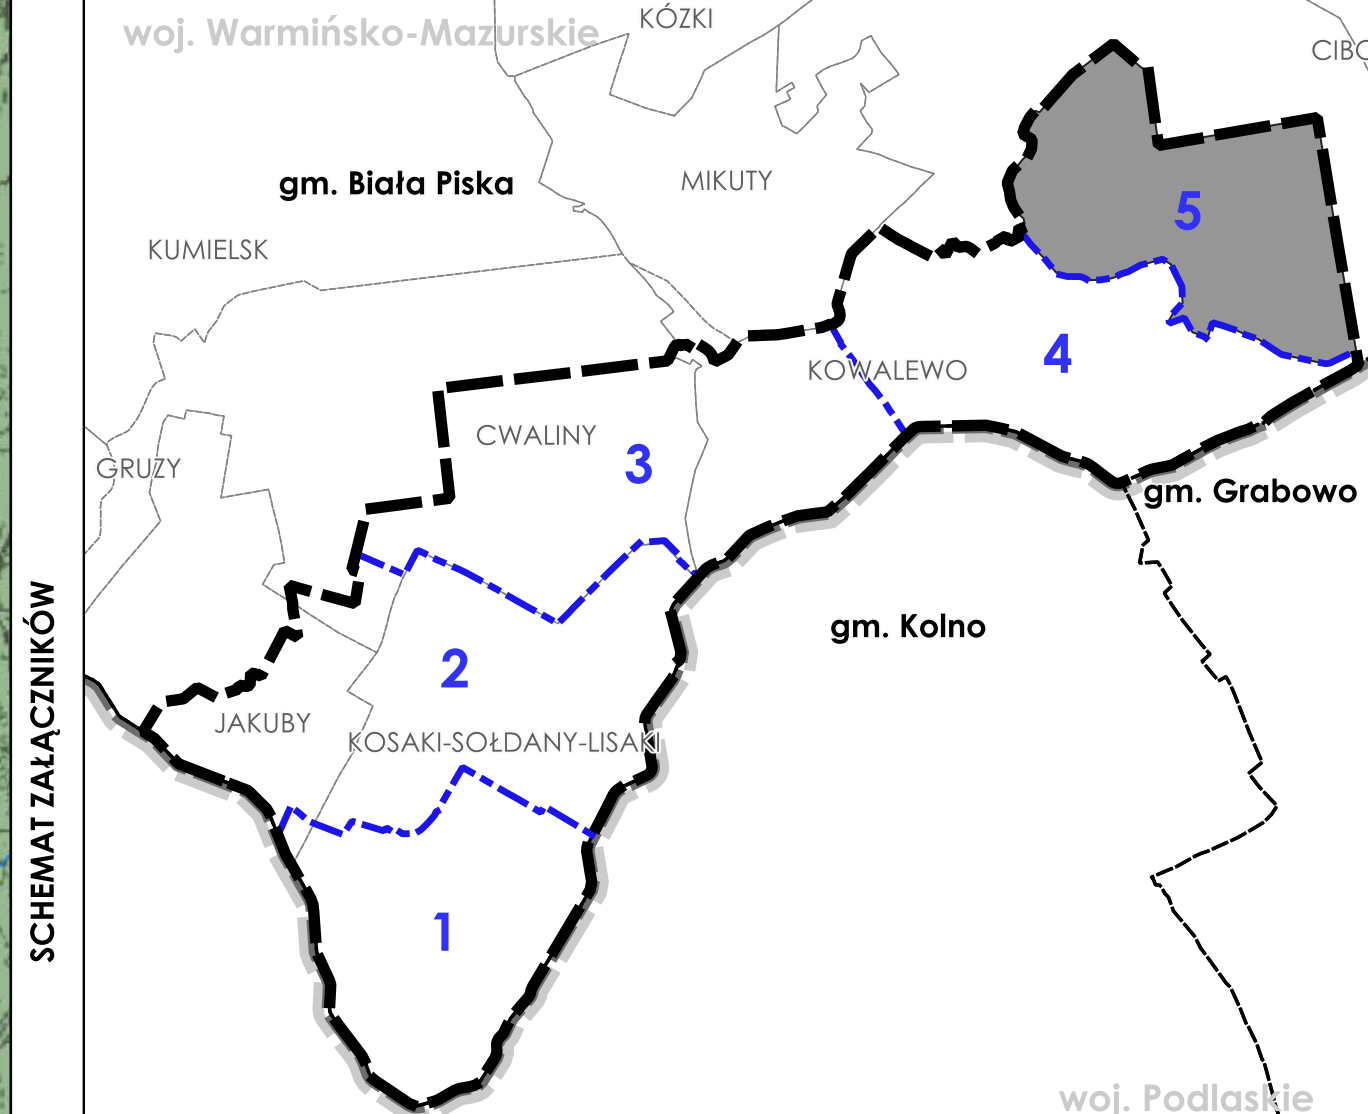 woj. Warmińsko-Mazurskie
KÓZKI
CIBO
gm. Biała Piska
MIKUTY
5
KUMIELSK
4
KOWALEWO
CWALINY
3
GRUZY
gm. Grabowo
gm. Kolno
2
JAKUBY
KOSAKI-SOŁDANY-LISAKI
1
SCHEMAT ZAŁĄCZNIKÓW
woj. Podlaskie